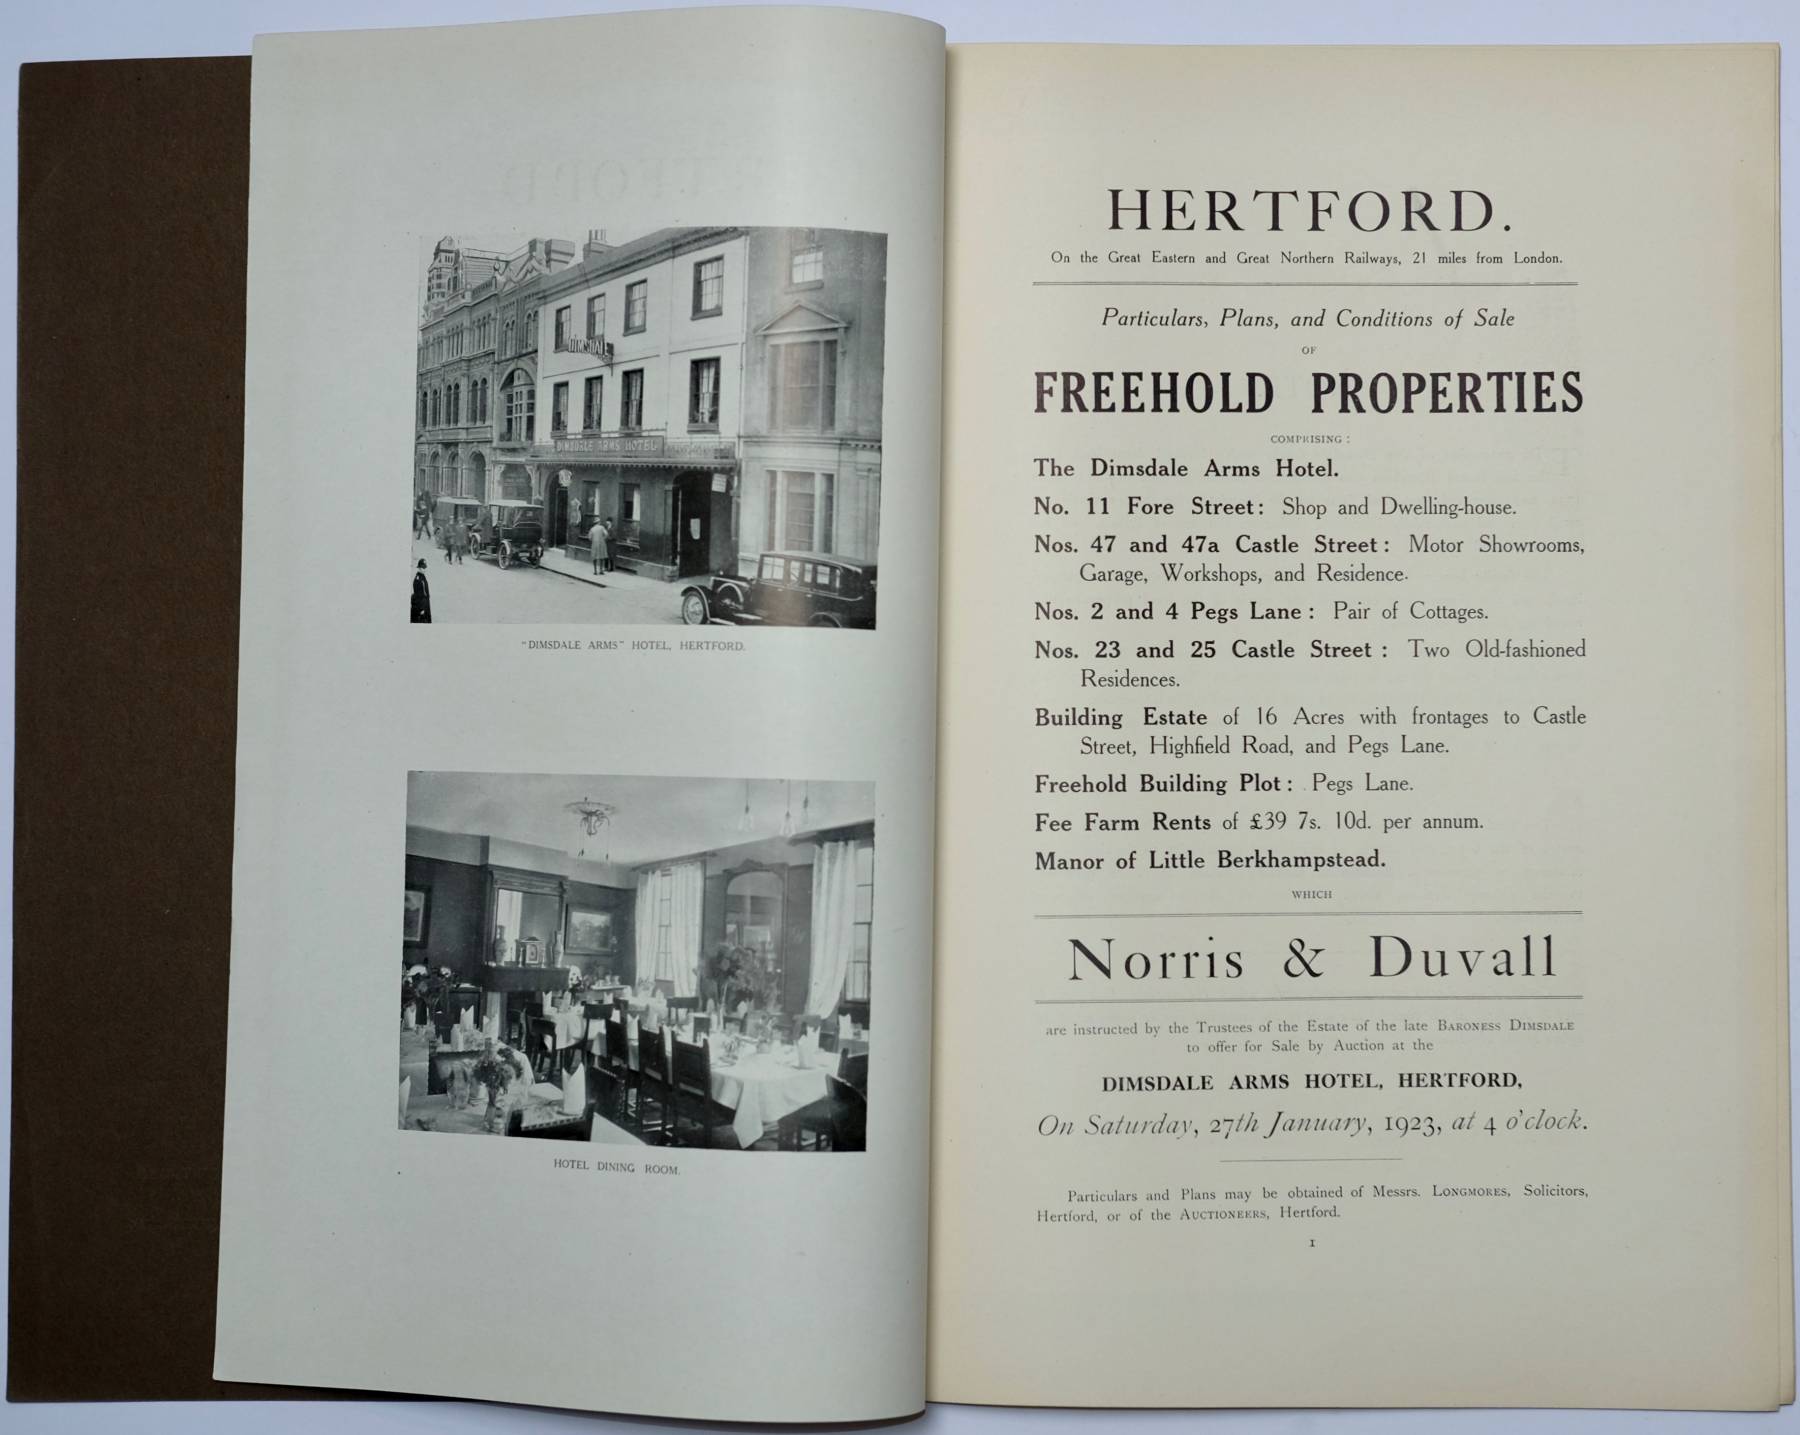 DIMSDALE
DIMSDALE ARMS HOTEL
"DIMSDALE ARMS" HOTEL, HERTFORD.
HOTEL DINING ROOM.
HERTFORD.
On the Great Eastern and Great Northern Railways, 21 miles from London.
Particulars, Plans, and Conditions of Sale
OF
FREEHOLD PROPERTIES
COMPRISING :
The Dimsdale Arms Hotel.
No. 11 Fore Street: Shop and Dwelling-house.
Nos. 47 and 47a Castle Street: Motor Showrooms,
Garage, Workshops, and Residence.
Nos. 2 and 4 Pegs Lane: Pair of Cottages.
Nos. 23 and 25 Castle Street: Two Old-fashioned
Residences.
Building Estate of 16 Acres with frontages to Castle
Street, Highfield Road, and Pegs Lane.
Freehold Building Plot: Pegs Lane.
Fee Farm Rents of £39 7s. 10d. per annum.
Manor of Little Berkhampstead.
WHICH
Norris & Duvall
are instructed by the Trustees of the Estate of the late BARONESS DIMSDALE
to offer for Sale by Auction at the
DIMSDALE ARMS HOTEL, HERTFORD,
On Saturday, 27th January, 1923, at 4 o'clock.
Particulars and Plans may be obtained of Messrs. LONGMORES, Solicitors,
Hertford, or of the AUCTIONEERS, Hertford.
1